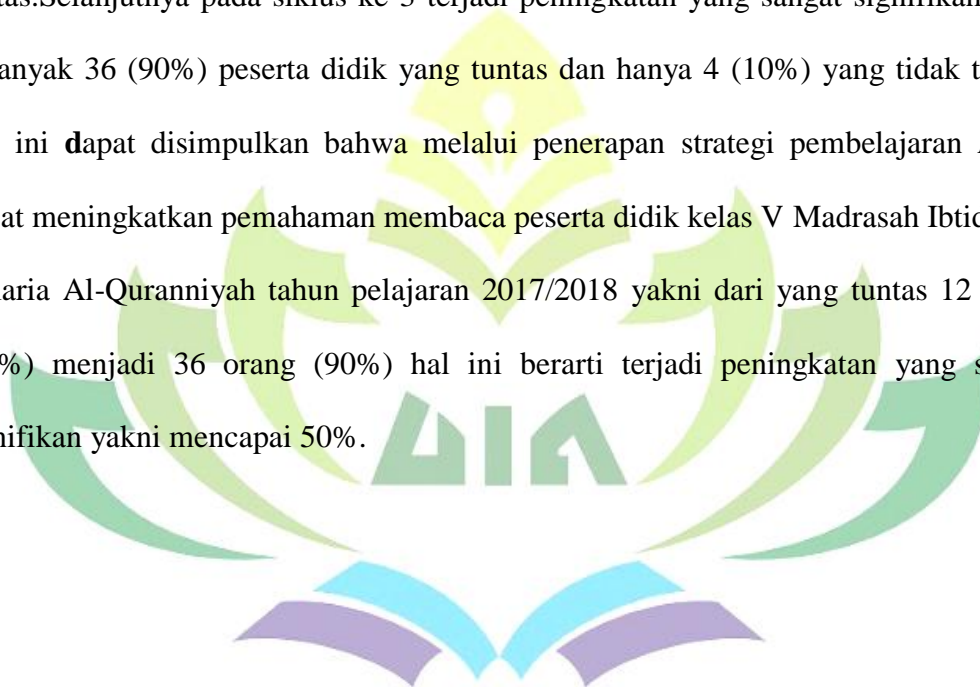 tas.Selanjutnya pada siklus ke 3 terjadi peningkatan yang sangat signifikan
anyak 36 (90%) peserta didik yang tuntas dan hanya 4 (10%) yang tidak t
ini dapat disimpulkan bahwa melalui penerapan strategi pembelajaran
at meningkatkan pemahaman membaca peserta didik kelas V Madrasah Ibtid
aria Al-Quranniyah tahun pelajaran 2017/2018 yakni dari yang tuntas 12
%) menjadi 36 orang (90%) hal ini berarti terjadi peningkatan yang s
nifikan yakni mencapai 50%.
UIN